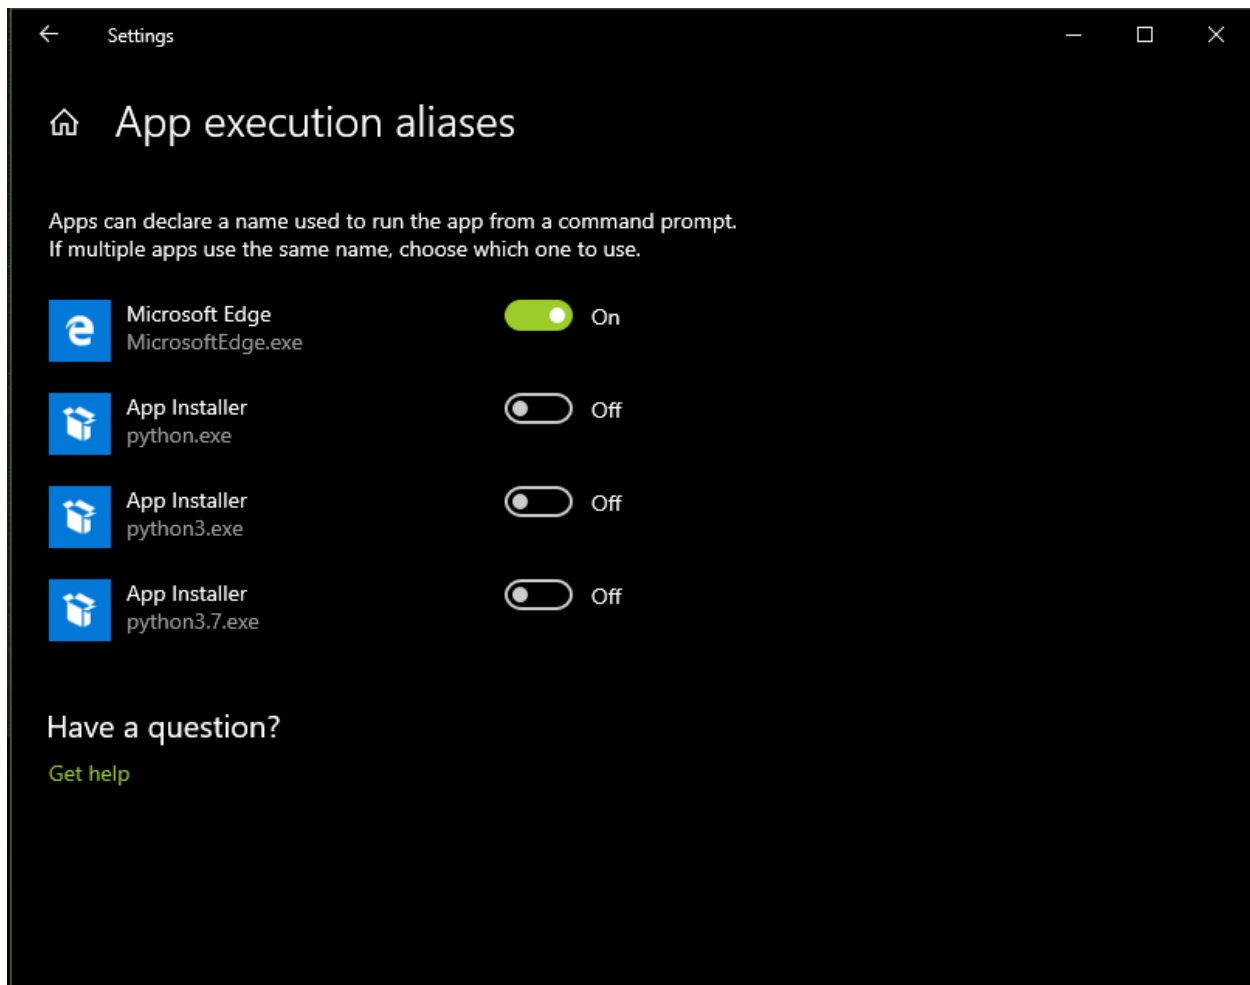 Settings
App execution aliases
Apps can declare a name used to run the app from a command prompt.
If multiple apps use the same name, choose which one to use.
Microsoft Edge
MicrosoftEdge.exe
On
App Installer
python.exe
Off
App Installer
python3.exe
Off
App Installer
python3.7.exe
Off
Have a question?
Get help